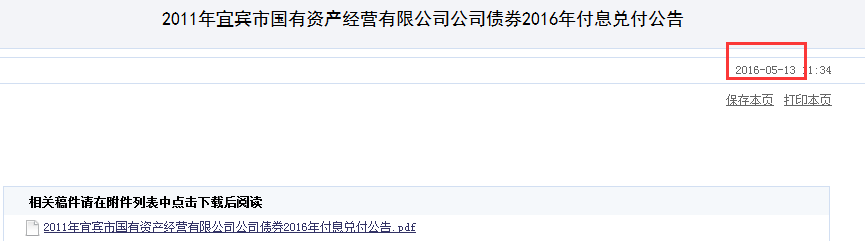 2011年宜宾市国有资产经营有限公司公司债券2016年付息兑付公告
2016-05-13 11:34
保存本页 打印本页
相关稿件请在附件列表中点击下载后阅读
2011年宜宾市国有资产经营有限公司公司债券2016年付息兑付公告.pdf